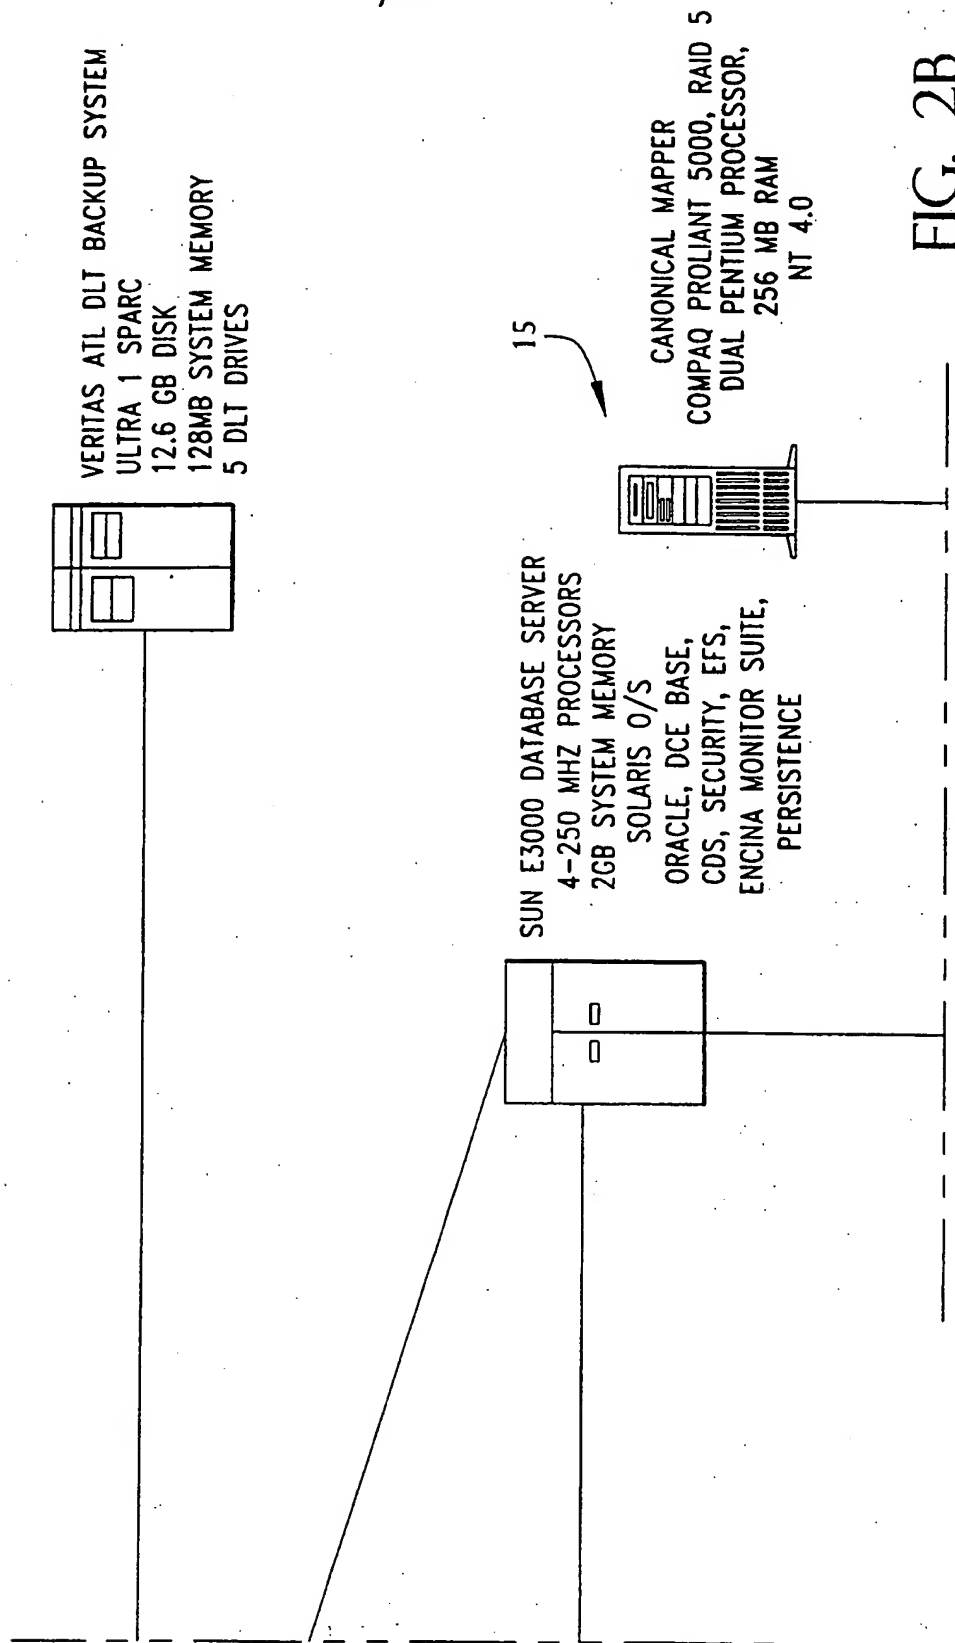 VERITAS ATL DLT BACKUP SYSTEM
ULTRA 1 SPARC
12.6 GB DISK
128MB SYSTEM MEMORY
5 DLT DRIVES
SUN E3000 DATABASE SERVER
4-250 MHZ PROCESSORS
2GB SYSTEM MEMORY
SOLARIS O/S
ORACLE, DCE BASE,
CDS, SECURITY, EFS,
ENCINA MONITOR SUITE,
PERSISTENCE
15
CANONICAL MAPPER
COMPAQ PROLIANT 5000, RAID 5
DUAL PENTIUM PROCESSOR,
256 MB RAM
NT 4.0
FIG. 2B